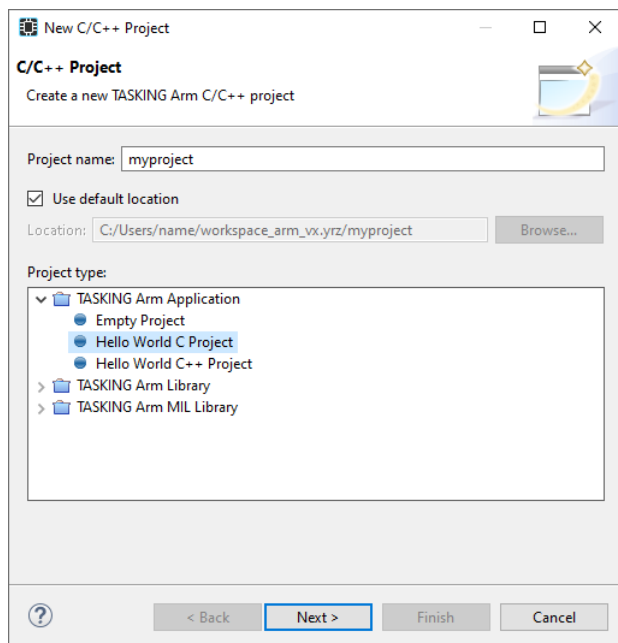 New C/C++ Project
C/C++ Project
Create a new TASKING Arm C/C++ project
Project name: myproject
Use default location
Location: C:/Users/name/workspace_arm_vx.yrz/myproject Browse...
Project type:
TASKING Arm Application
Empty Project
Hello World C Project
Hello World C++ Project
TASKING Arm Library
TASKING Arm MIL Library
? < Back Next > Finish Cancel